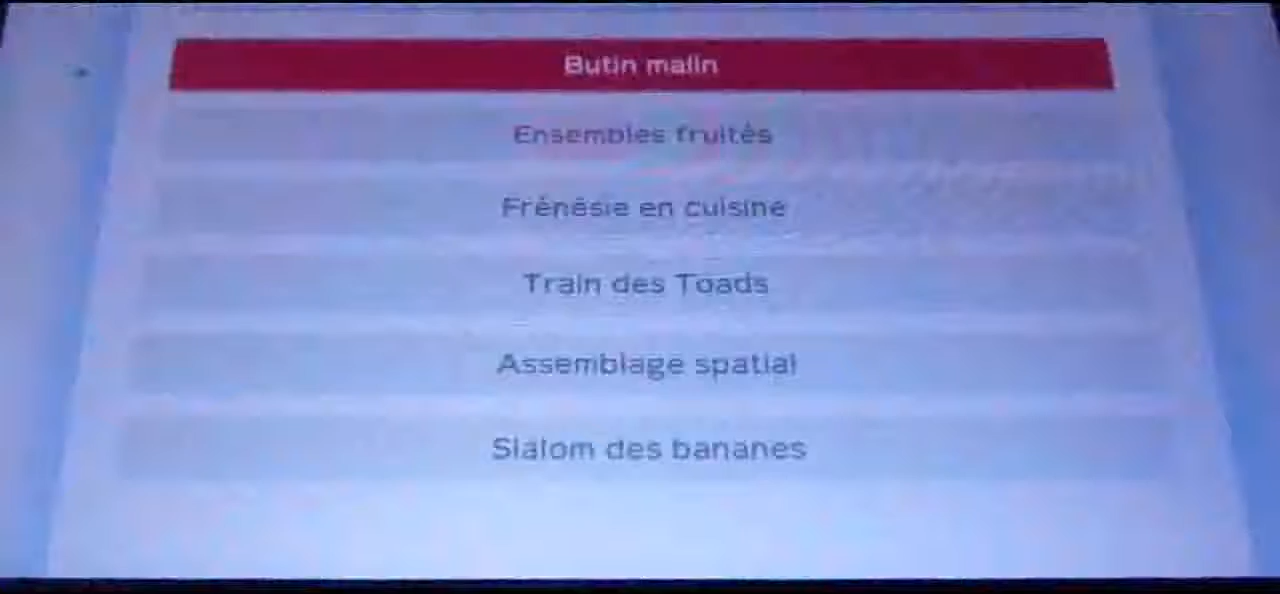 Butin malin
Ensembles fruités
Frénésie en cuisine
Train des Toads
Assemblage spatial
Slalom des bananes